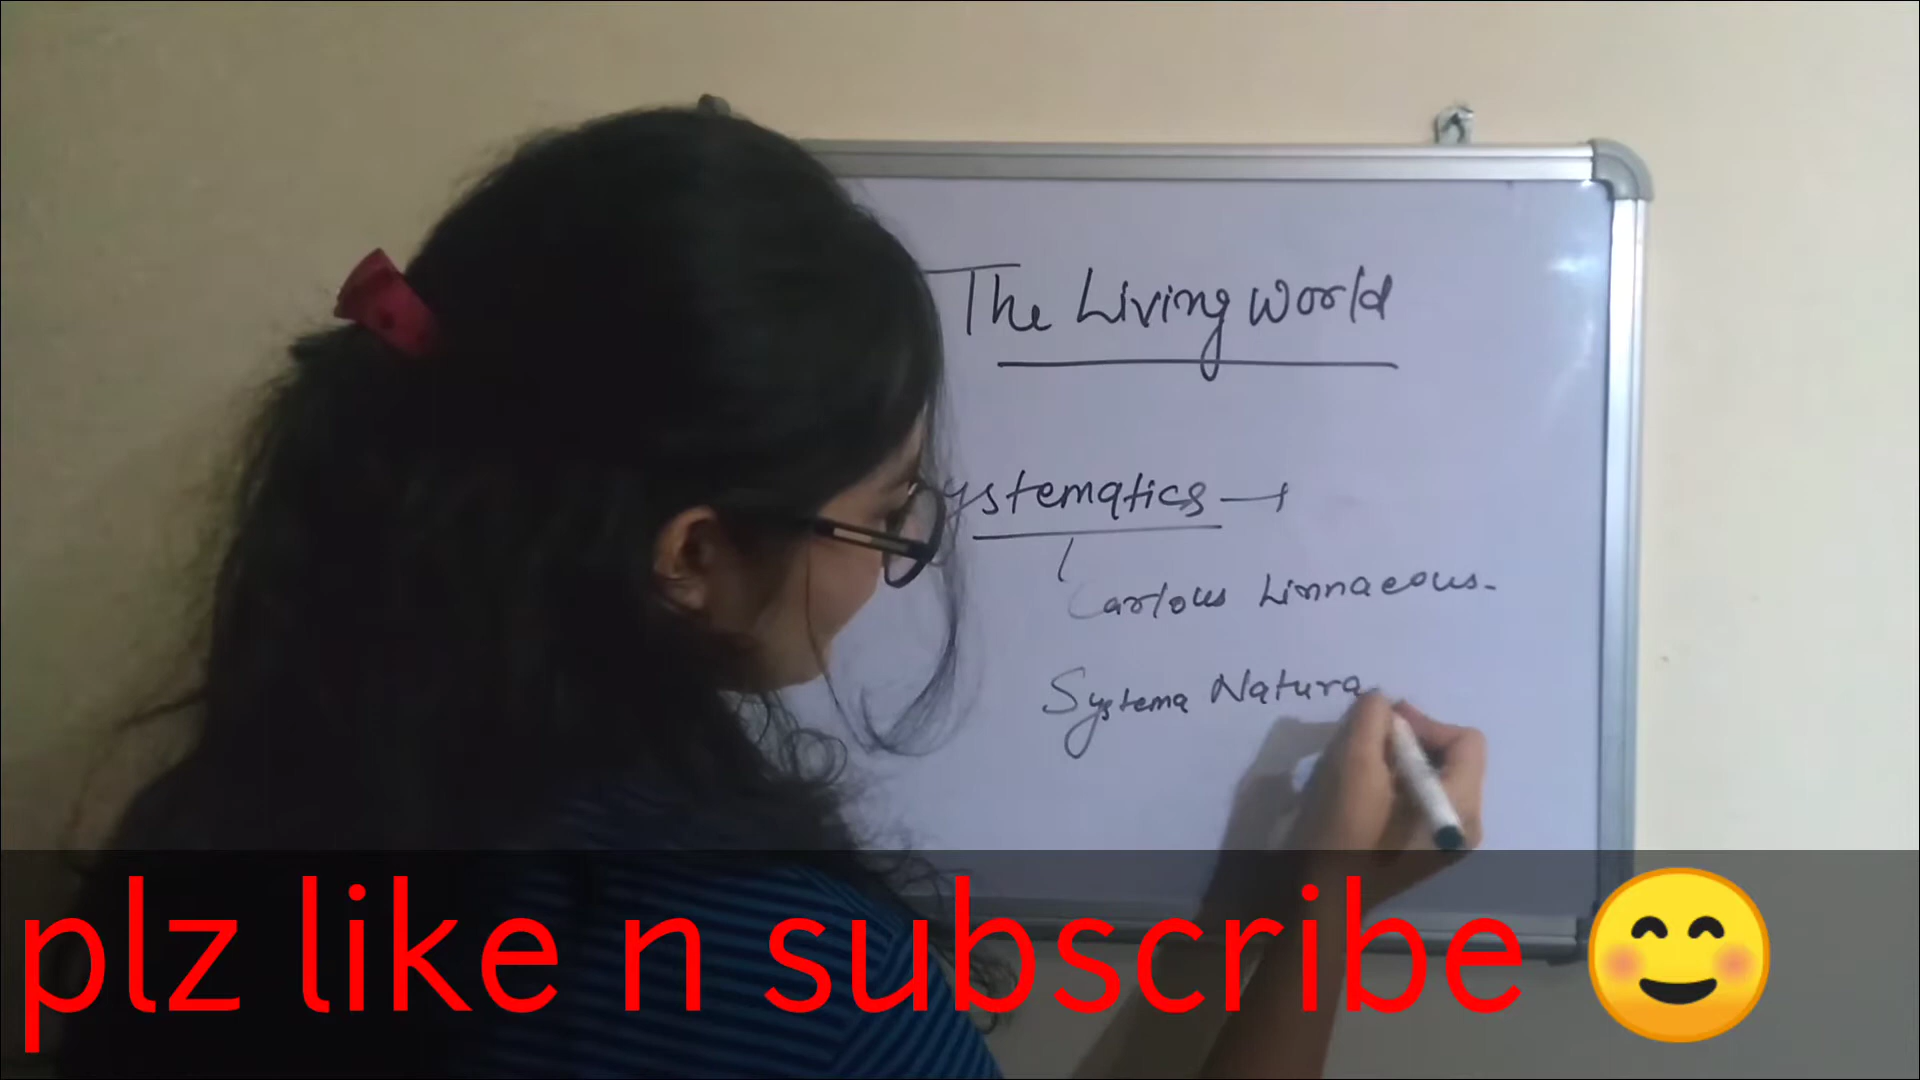 The Living World
ystematics →
Carlous Linnaeous-
Systema Natura
plz like n subscribe 😊